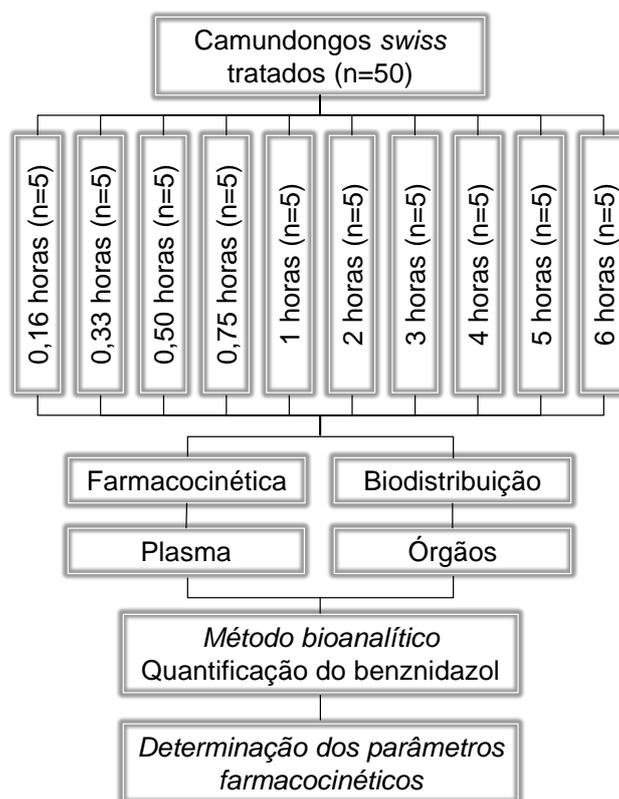 Camundongos swiss
tratados (n=50)
0,16 horas (n=5)
0,33 horas (n=5)
0,50 horas (n=5)
0,75 horas (n=5)
1 horas (n=5)
2 horas (n=5)
3 horas (n=5)
4 horas (n=5)
5 horas (n=5)
6 horas (n=5)
Farmacocinética
Biodistribuição
Plasma
Órgãos
Método bioanalítico
Quantificação do benznidazol
Determinação dos parâmetros
farmacocinéticos